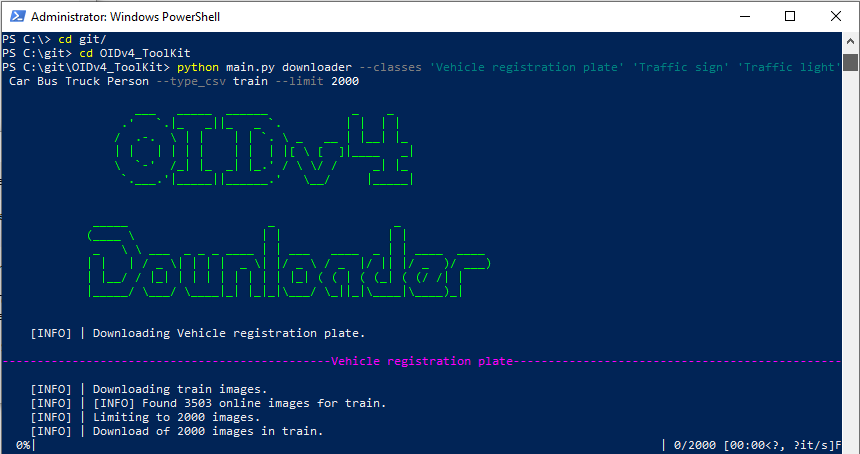 Administrator: Windows PowerShell
PS C:\> cd git/
PS C:\git> cd OIDv4_ToolKit
PS C:\git\OIDv4_ToolKit> python main.py downloader --classes 'Vehicle registration plate' 'Traffic sign' 'Traffic light'
Car Bus Truck Person --type_csv train --limit 2000
OIDv4
Downloader
[INFO] | Downloading Vehicle registration plate.
Vehicle registration plate
[INFO] | Downloading train images.
[INFO] | [INFO] Found 3503 online images for train.
[INFO] | Limiting to 2000 images.
[INFO] | Download of 2000 images in train.
0%| | 0/2000 [00:00<?, ?it/s]F